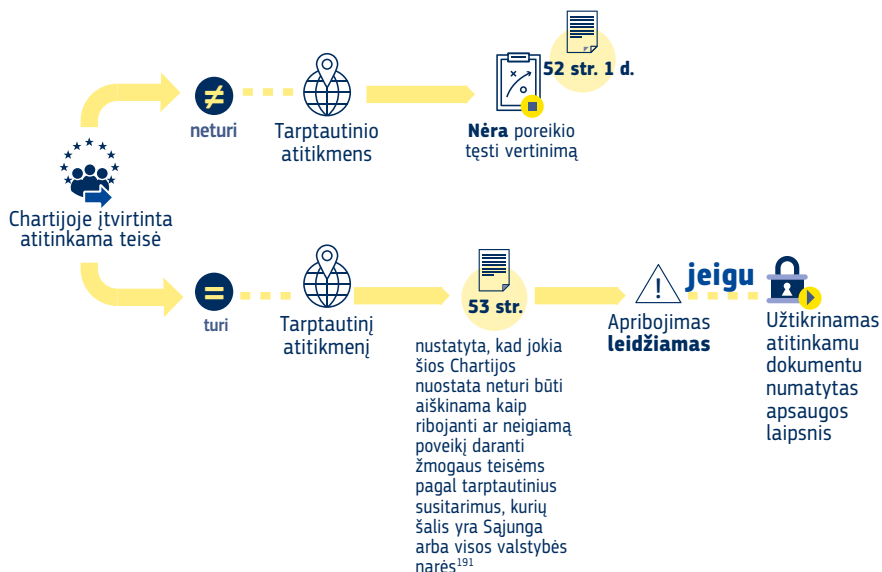 52 str. 1 d.
neturi
Tarptautinio
atitikmens
Nėra poreikio
tęsti vertinimą
Chartijoje įtvirtinta
atitinkama teisė
turi
Tarptautinį
atitikmenį
53 str.
nustatyta, kad jokia
šios Chartijos
nuostata neturi būti
aiškinama kaip
ribojanti ar neigiamą
poveikį daranti
žmogaus teisėms
pagal tarptautinius
susitarimus, kurių
šalis yra Sąjunga
arba visos valstybės
narės¹⁹¹
Apribojimas
leidžiamas
jeigu
Užtikrinamas
atitinkamu
dokumentu
numatytas
apsaugos
laipsnis